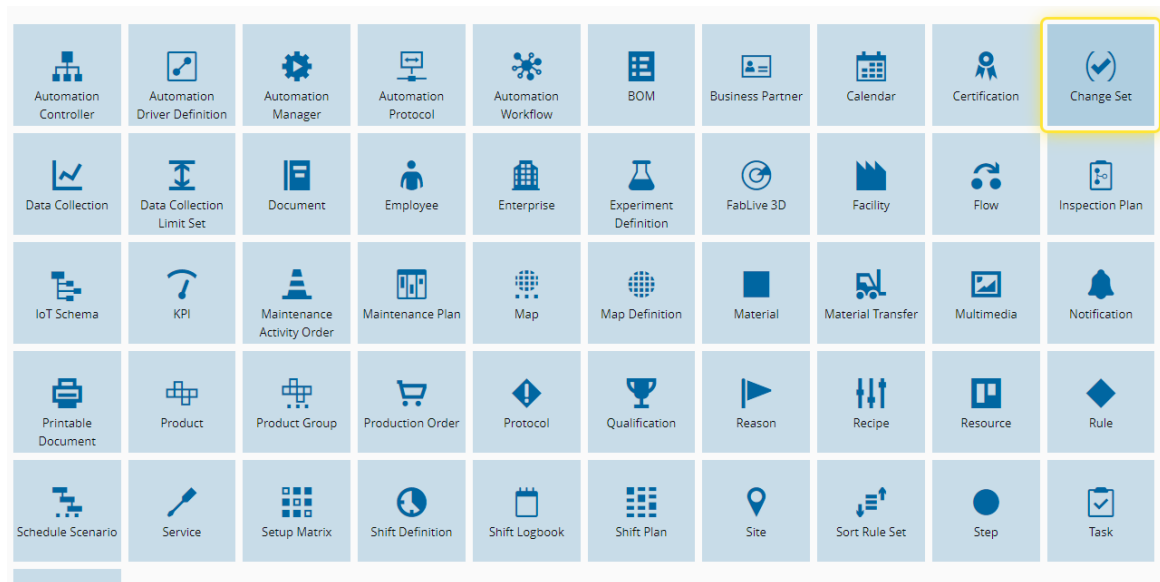 Automation
Controller
Automation
Driver Definition
Automation
Manager
Automation
Protocol
Automation
Workflow
BOM
Business Partner
Calendar
Certification
Change Set
Data Collection
Data Collection
Limit Set
Document
Employee
Enterprise
Experiment
Definition
FabLive 3D
Facility
Flow
Inspection Plan
IoT Schema
KPI
Maintenance
Activity Order
Maintenance Plan
Map
Map Definition
Material
Material Transfer
Multimedia
Notification
Printable
Document
Product
Product Group
Production Order
Protocol
Qualification
Reason
Recipe
Resource
Rule
Schedule Scenario
Service
Setup Matrix
Shift Definition
Shift Logbook
Shift Plan
Site
Sort Rule Set
Step
Task